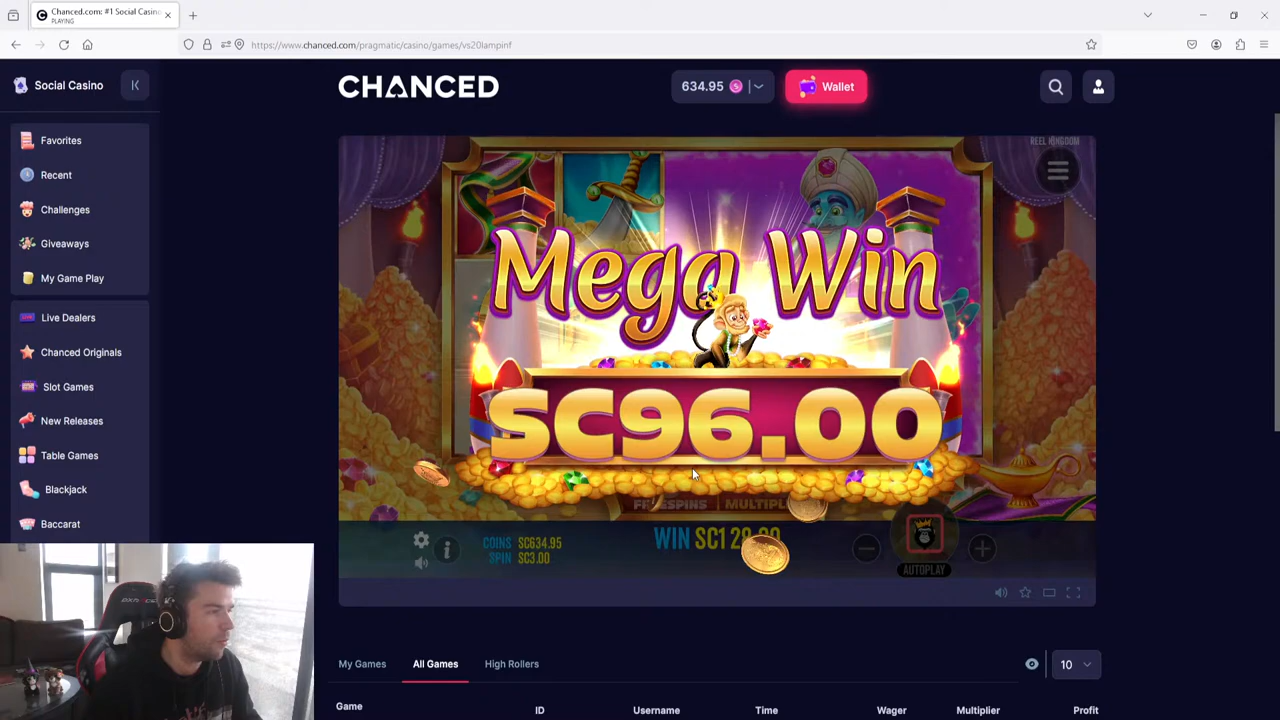 Chanced.com: #1 Social Casino
PLAYING
https://www.chanced.com/pragmatic/casino/games/vs20lampinf
Social Casino
CHANCED
634.95
Wallet
Favorites
Recent
Challenges
Giveaways
My Game Play
Live Dealers
Chanced Originals
Slot Games
New Releases
Table Games
Blackjack
Baccarat
REEL KINGDOM
Mega Win
SC96.00
COINS SC634.95
SPIN SC3.00
WIN
AUTOPLAY
My Games
All Games
High Rollers
10
Game
ID
Username
Time
Wager
Multiplier
Profit